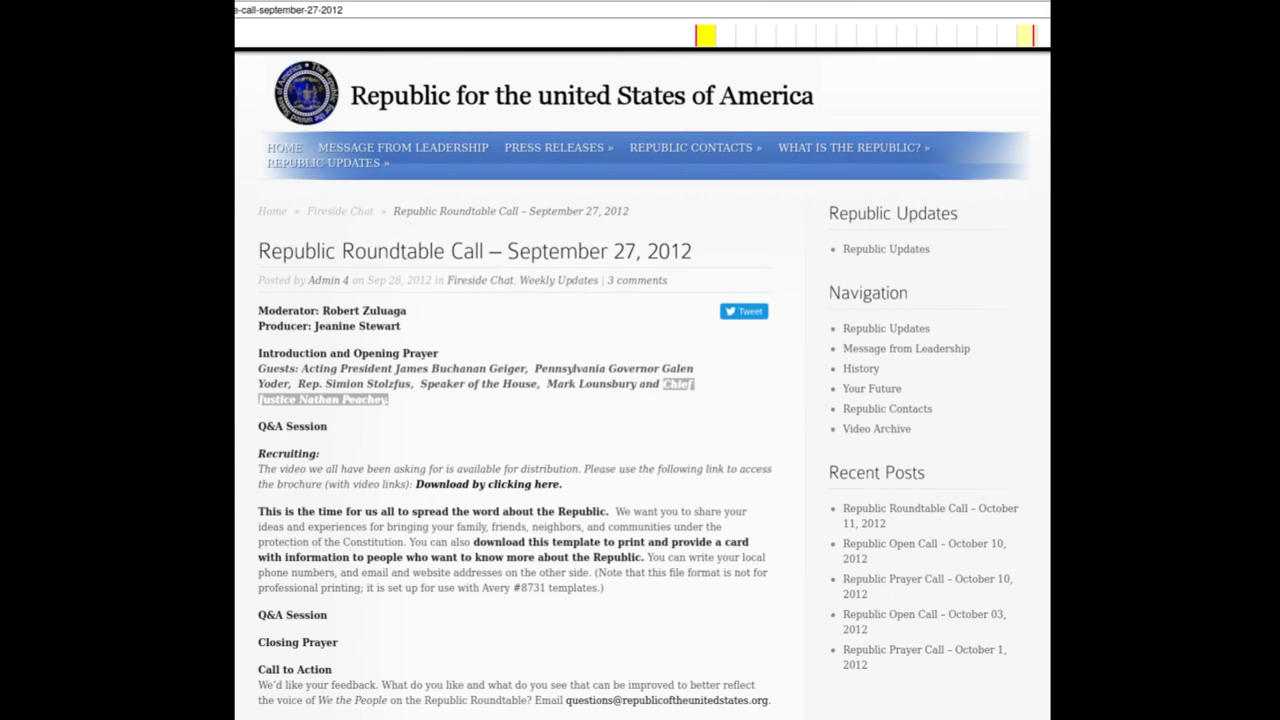 e-call-september-27-2012
Republic for the united States of America
HOME MESSAGE FROM LEADERSHIP PRESS RELEASES » REPUBLIC CONTACTS » WHAT IS THE REPUBLIC? »
REPUBLIC UPDATES »
Home » Fireside Chat » Republic Roundtable Call – September 27, 2012
Republic Roundtable Call – September 27, 2012
Posted by Admin 4 on Sep 28, 2012 in Fireside Chat, Weekly Updates | 3 comments
Moderator: Robert Zuluaga
Tweet
Producer: Jeanine Stewart
Introduction and Opening Prayer
Guests: Acting President James Buchanan Geiger, Pennsylvania Governor Galen
Yoder, Rep. Simion Stolzfus, Speaker of the House, Mark Lounsbury and Chief
Justice Nathan Peachey.
Q&A Session
Recruiting:
The video we all have been asking for is available for distribution. Please use the following link to access
the brochure (with video links): Download by clicking here.
This is the time for us all to spread the word about the Republic. We want you to share your
ideas and experiences for bringing your family, friends, neighbors, and communities under the
protection of the Constitution. You can also download this template to print and provide a card
with information to people who want to know more about the Republic. You can write your local
phone numbers, and email and website addresses on the other side. (Note that this file format is not for
professional printing; it is set up for use with Avery #8731 templates.)
Q&A Session
Closing Prayer
Call to Action
We'd like your feedback. What do you like and what do you see that can be improved to better reflect
the voice of We the People on the Republic Roundtable? Email questions@republicoftheunitedstates.org.
Republic Updates
Republic Updates
Navigation
Republic Updates
Message from Leadership
History
Your Future
Republic Contacts
Video Archive
Recent Posts
Republic Roundtable Call – October
11, 2012
Republic Open Call – October 10,
2012
Republic Prayer Call – October 10,
2012
Republic Open Call – October 03,
2012
Republic Prayer Call – October 1,
2012